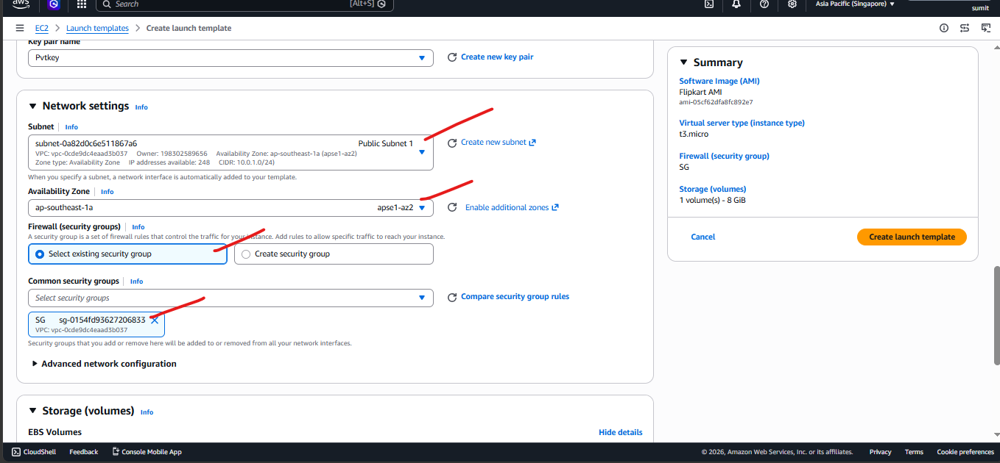 aws
Search
[Alt+S]
Asia Pacific (Singapore)
sumit
EC2 > Launch templates > Create launch template
Key pair name
Pvtkey
Create new key pair
Network settings Info
Subnet Info
subnet-0a82d0c6e511867a6 Public Subnet 1
VPC: vpc-0cde9dc4eaad3b037 Owner: 198302589656 Availability Zone: ap-southeast-1a (apse1-az2)
Zone type: Availability Zone IP addresses available: 248 CIDR: 10.0.1.0/24)
Create new subnet
When you specify a subnet, a network interface is automatically added to your template.
Availability Zone Info
ap-southeast-1a apse1-az2
Enable additional zones
Firewall (security groups) Info
A security group is a set of firewall rules that control the traffic for your instance. Add rules to allow specific traffic to reach your instance.
Select existing security group
Create security group
Common security groups Info
Select security groups
Compare security group rules
SG sg-0154fd93627206833
VPC: vpc-0cde9dc4eaad3b037
Security groups that you add or remove here will be added to or removed from all your network interfaces.
Advanced network configuration
Storage (volumes) Info
EBS Volumes
Hide details
Summary
Software Image (AMI)
Flipkart AMI
ami-05cf62dfa8fc892e7
Virtual server type (instance type)
t3.micro
Firewall (security group)
SG
Storage (volumes)
1 volume(s) - 8 GiB
Cancel
Create launch template
CloudShell Feedback Console Mobile App
© 2026, Amazon Web Services, Inc. or its affiliates. Privacy Terms Cookie preferences